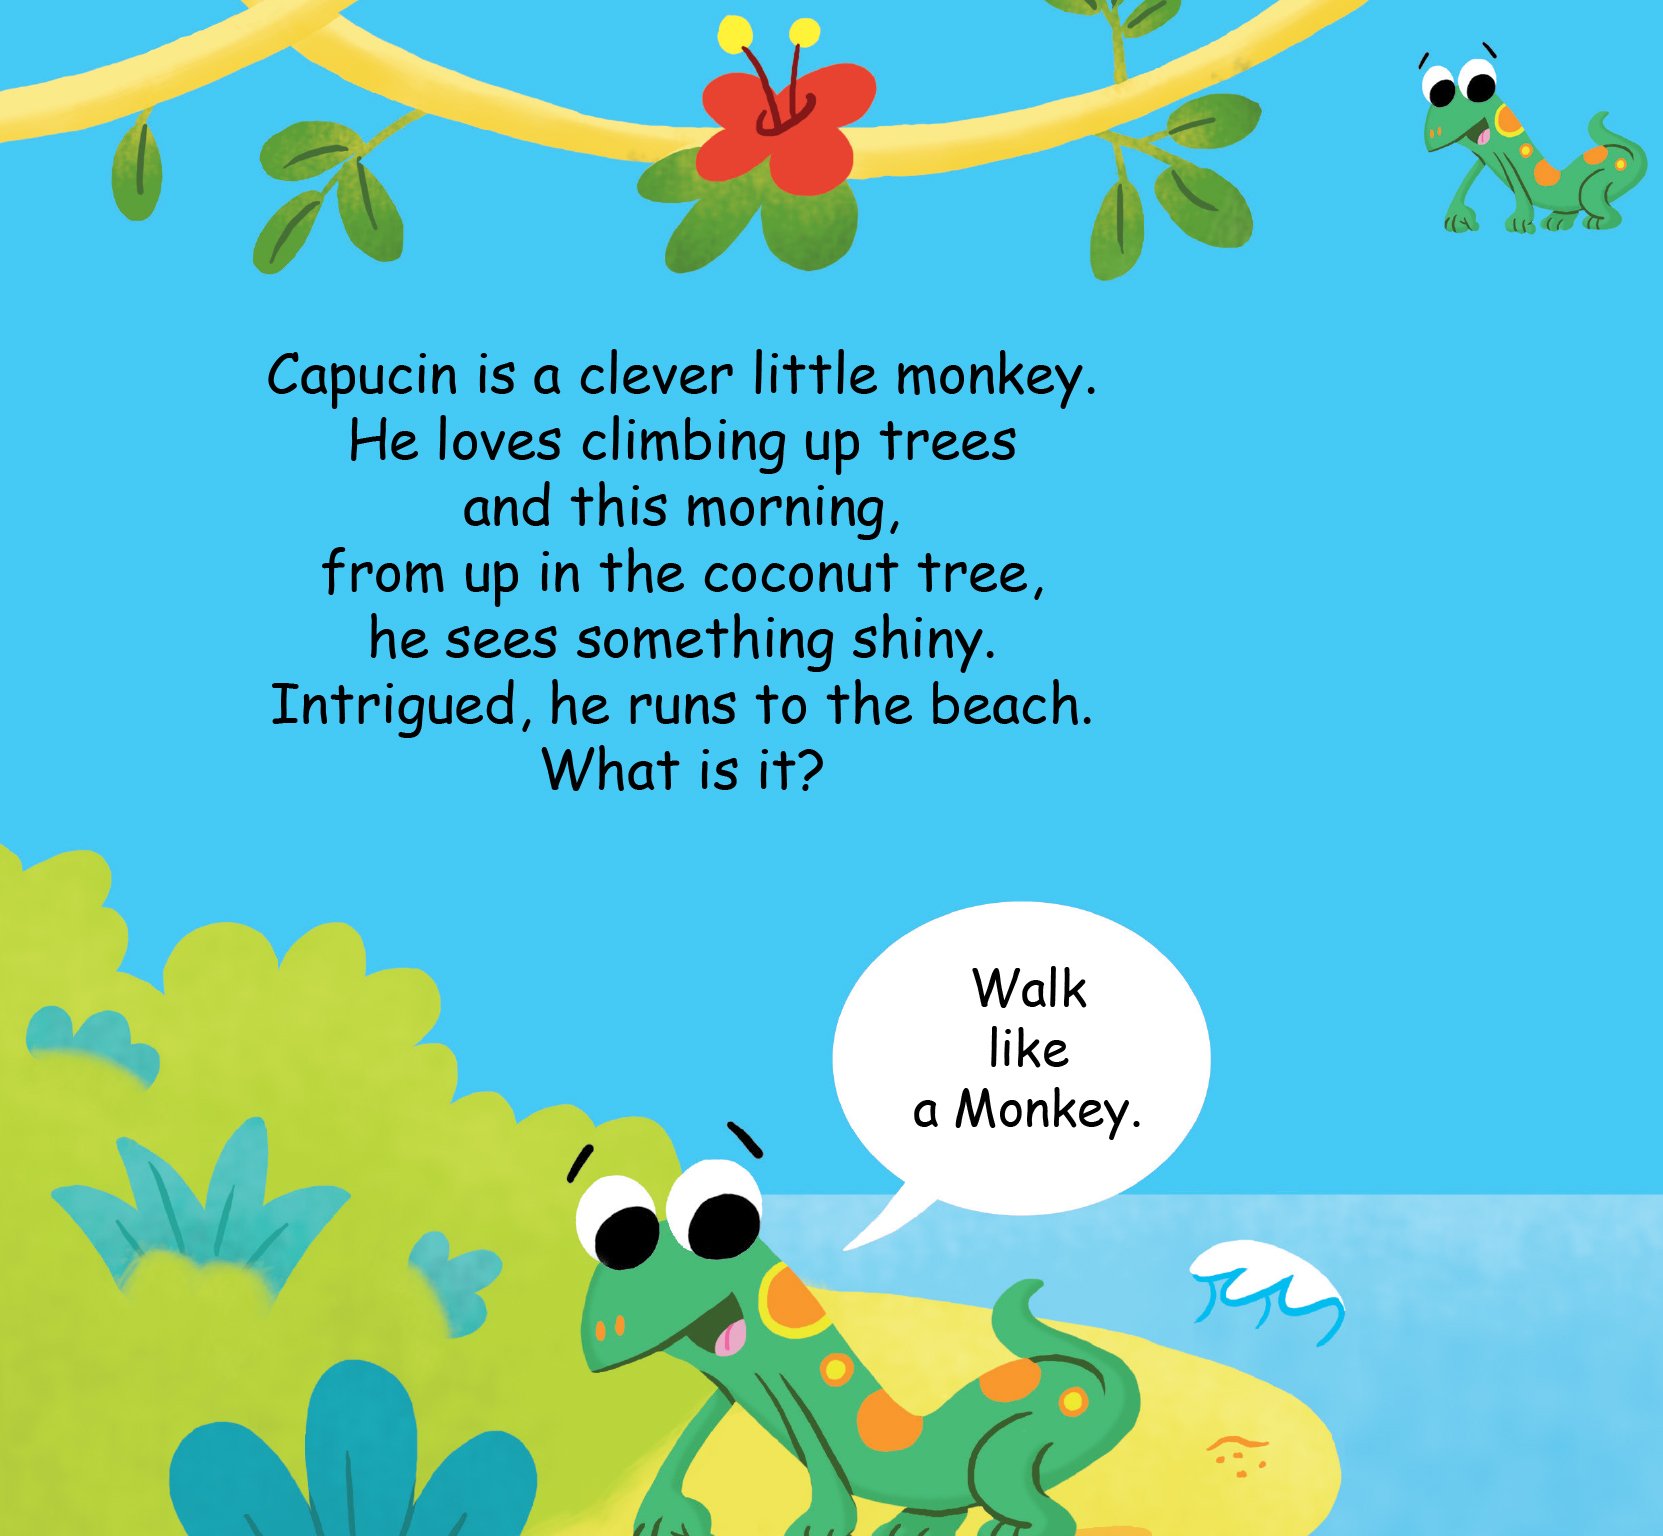 Capucin is a clever little monkey.
He loves climbing up trees
and this morning,
from up in the coconut tree,
he sees something shiny.
Intrigued, he runs to the beach.
What is it?
Walk
like
a Monkey.